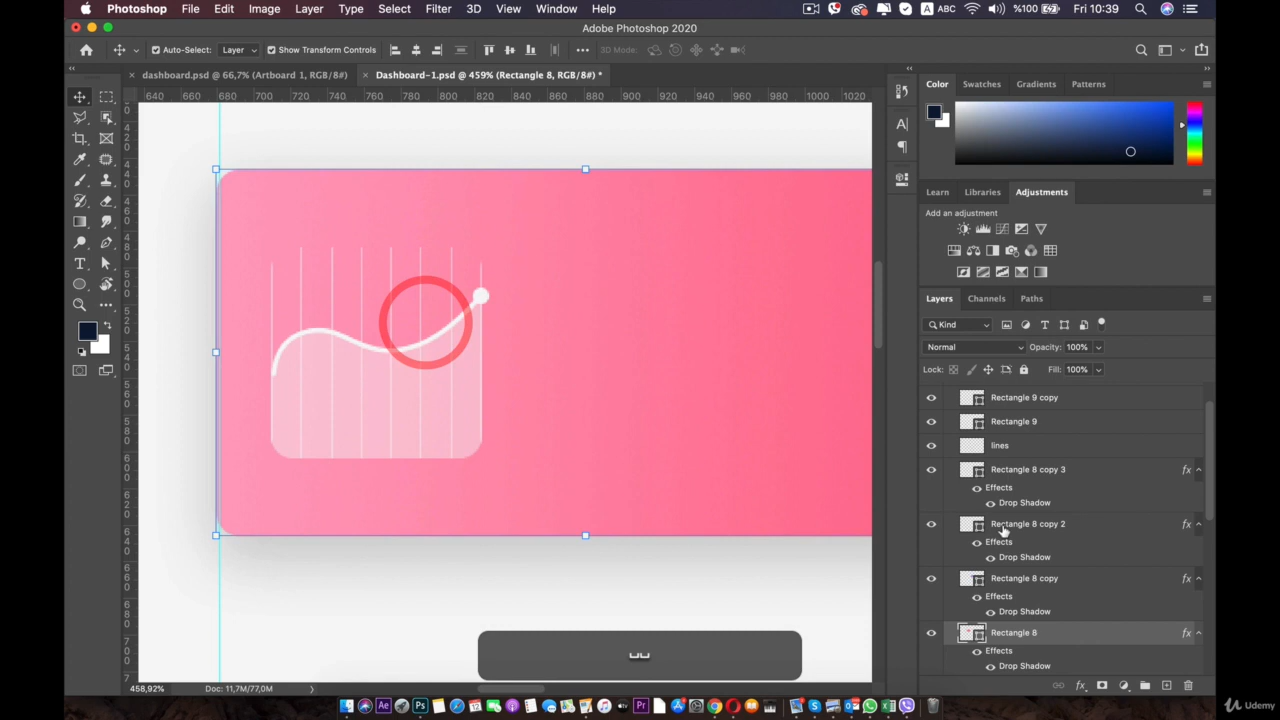 Photoshop File Edit Image Layer Type Select Filter 3D View Window Help ABC %100 Fri 10:39
Adobe Photoshop 2020
Auto-Select: Layer Show Transform Controls 3D Mode:
dashboard.psd @ 66,7% (Artboard 1, RGB/8#) Dashboard-1.psd @ 459% (Rectangle 8, RGB/8#) *
640 660 680 700 720 740 760 780 800 820 840 860 880 900 920 940 960 980 1000 1020
Color Swatches Gradients Patterns
Learn Libraries Adjustments
Add an adjustment
Layers Channels Paths
Kind
Normal Opacity: 100%
Lock: Fill: 100%
Rectangle 9 copy
Rectangle 9
lines
Rectangle 8 copy 3 fx
Effects
Drop Shadow
Rectangle 8 copy 2 fx
Effects
Drop Shadow
Rectangle 8 copy fx
Effects
Drop Shadow
Rectangle 8 fx
Effects
Drop Shadow
458,92% Doc: 11,7M/77,0M
Udemy